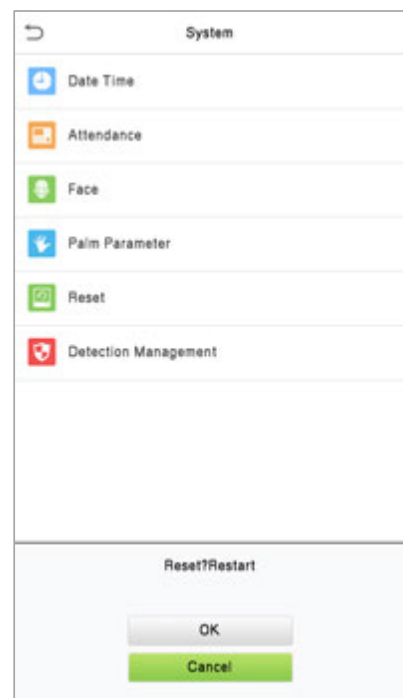 System
Date Time
Attendance
Face
Palm Parameter
Reset
Detection Management
Reset?Restart
OK
Cancel